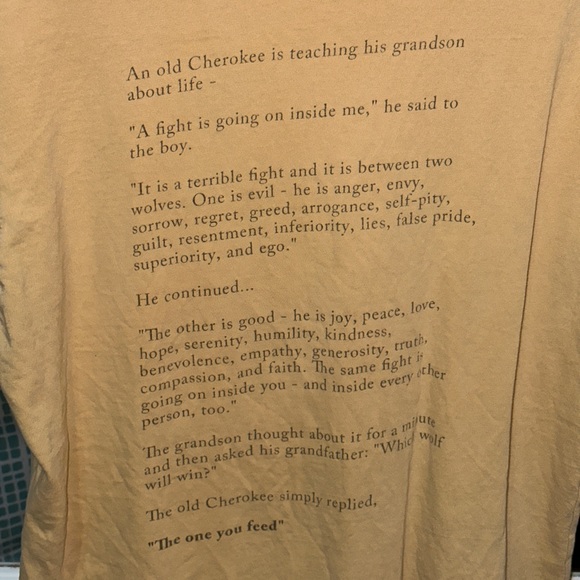 An old Cherokee is teaching his grandson
about life -
"A fight is going on inside me," he said to
the boy.
"It is a terrible fight and it is between two
wolves. One is evil - he is anger, envy,
sorrow, regret, greed, arrogance, self-pity,
guilt, resentment, inferiority, lies, false pride,
superiority, and ego."
He continued...
"The other is good - he is joy, peace, love,
hope, serenity, humility, kindness,
benevolence, empathy, generosity, truth,
compassion, and faith. The same fight is
going on inside you - and inside every other
person, too."
The grandson thought about it for a minute
and then asked his grandfather: "Which wolf
will win?"
The old Cherokee simply replied,
"The one you feed"